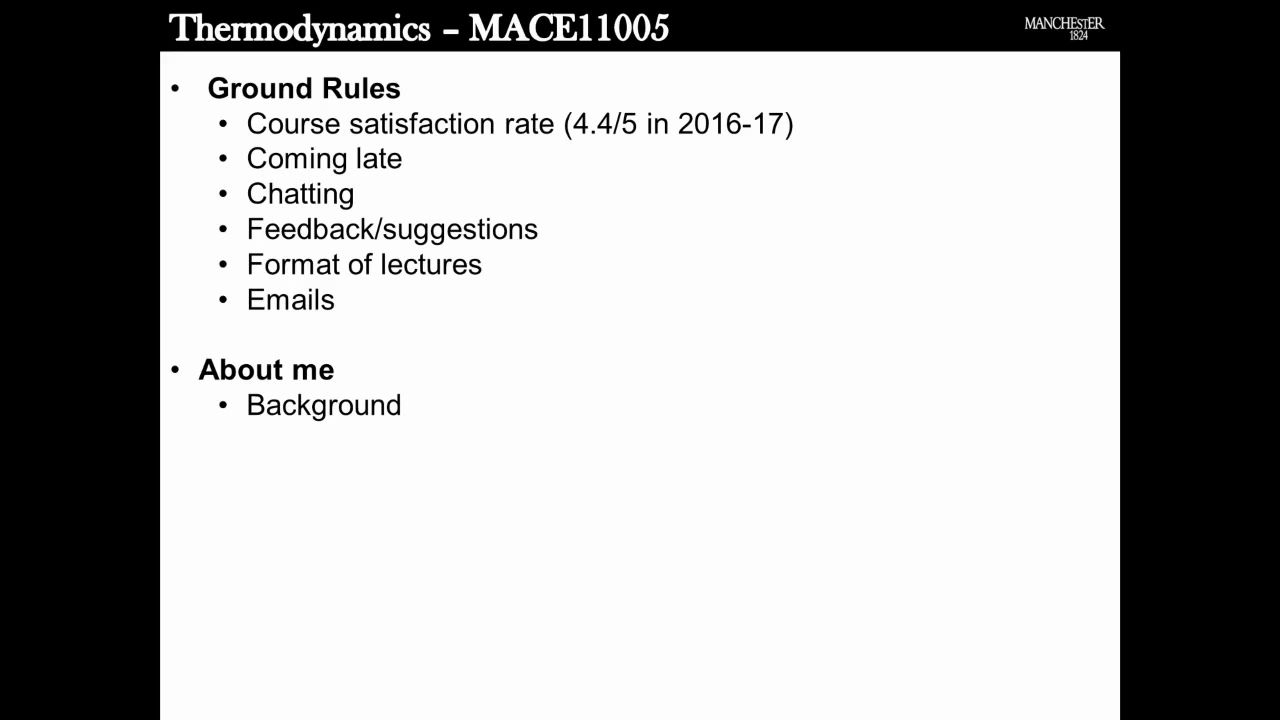 Thermodynamics – MACE11005
MANCHESTER
1824
• Ground Rules
• Course satisfaction rate (4.4/5 in 2016-17)
• Coming late
• Chatting
• Feedback/suggestions
• Format of lectures
• Emails
• About me
• Background